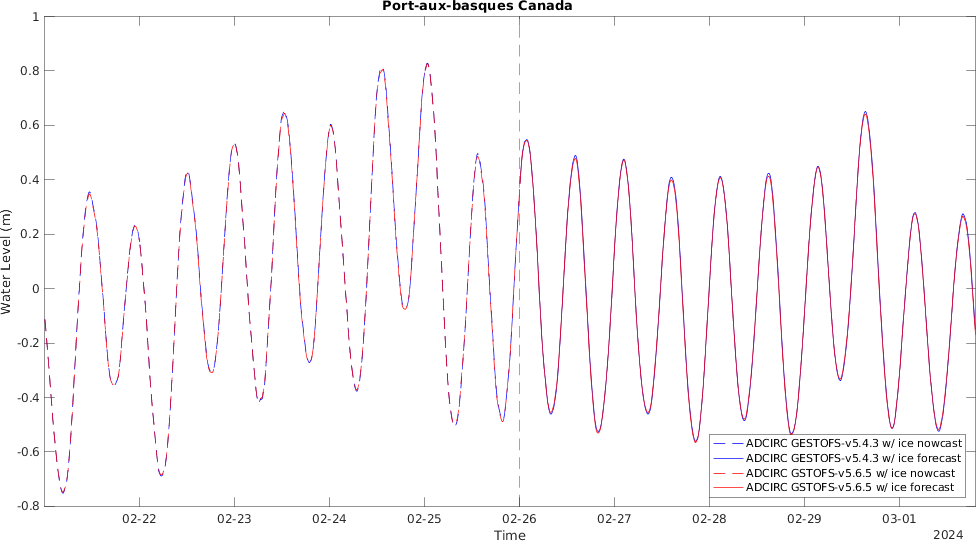 Port-aux-basques Canada
Water Level (m)
1
0.8
0.6
0.4
0.2
0
-0.2
-0.4
-0.6
-0.8
ADCIRC GESTOFS-v5.4.3 w/ ice nowcast
ADCIRC GESTOFS-v5.4.3 w/ ice forecast
ADCIRC GSTOFS-v5.6.5 w/ ice nowcast
ADCIRC GSTOFS-v5.6.5 w/ ice forecast
02-22 02-23 02-24 02-25 02-26 02-27 02-28 02-29 03-01
Time
2024